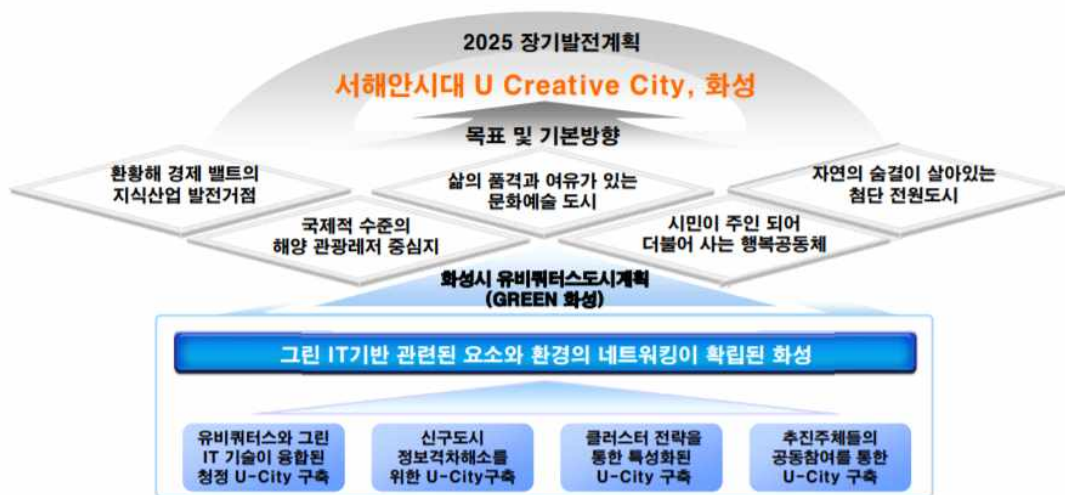 2025 장기발전계획
서해안시대 U Creative City, 화성
목표 및 기본방향
환황해 경제 밸트의
지식산업 발전거점
삶의 품격과 여유가 있는
문화예술 도시
자연의 숨결이 살아있는
첨단 전원도시
국제적 수준의
해양 관광레저 중심지
시민이 주인 되어
더불어 사는 행복공동체
화성시 유비쿼터스도시계획
(GREEN 화성)
그린 IT기반 관련된 요소와 환경의 네트워킹이 확립된 화성
유비쿼터스와 그린
IT 기술이 융합된
청정 U-City 구축
신구도시
정보격차해소를
위한 U-City구축
클러스터 전략을
통한 특성화된
U-City 구축
추진주체들의
공동참여를 통한
U-City 구축